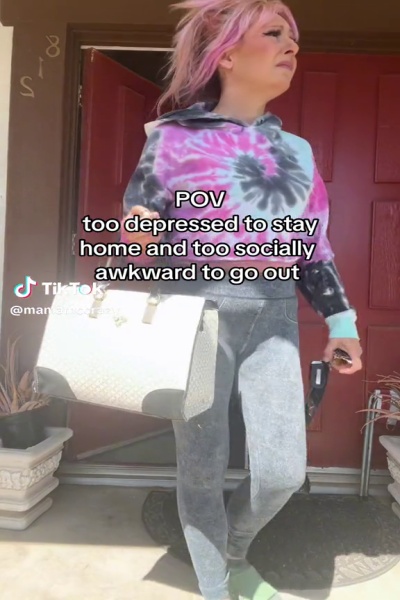 POV
too depressed to stay
home and too socially
awkward to go out
TikTok